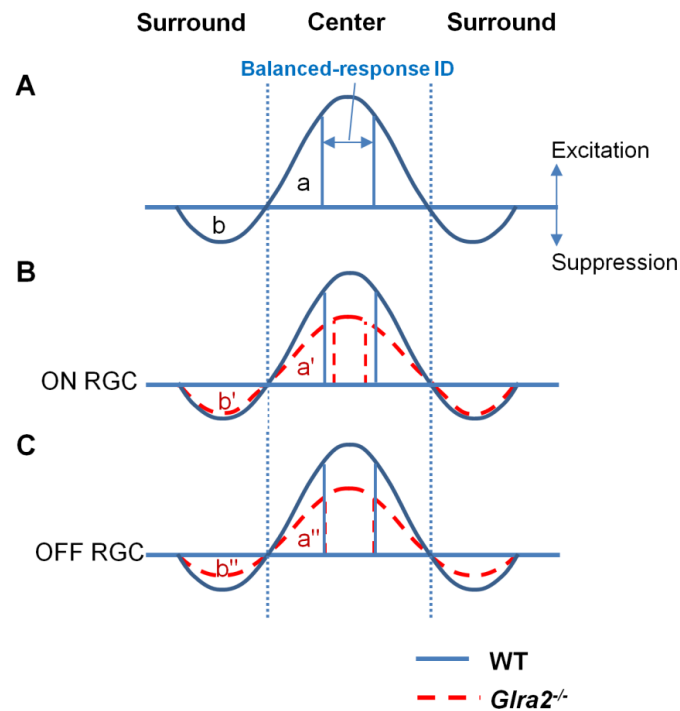 Surround Center Surround
Balanced-response ID
A
a
b
Excitation
Suppression
B
ON RGC
a'
b'
C
OFF RGC
a"
b"
WT
Glra2-/-